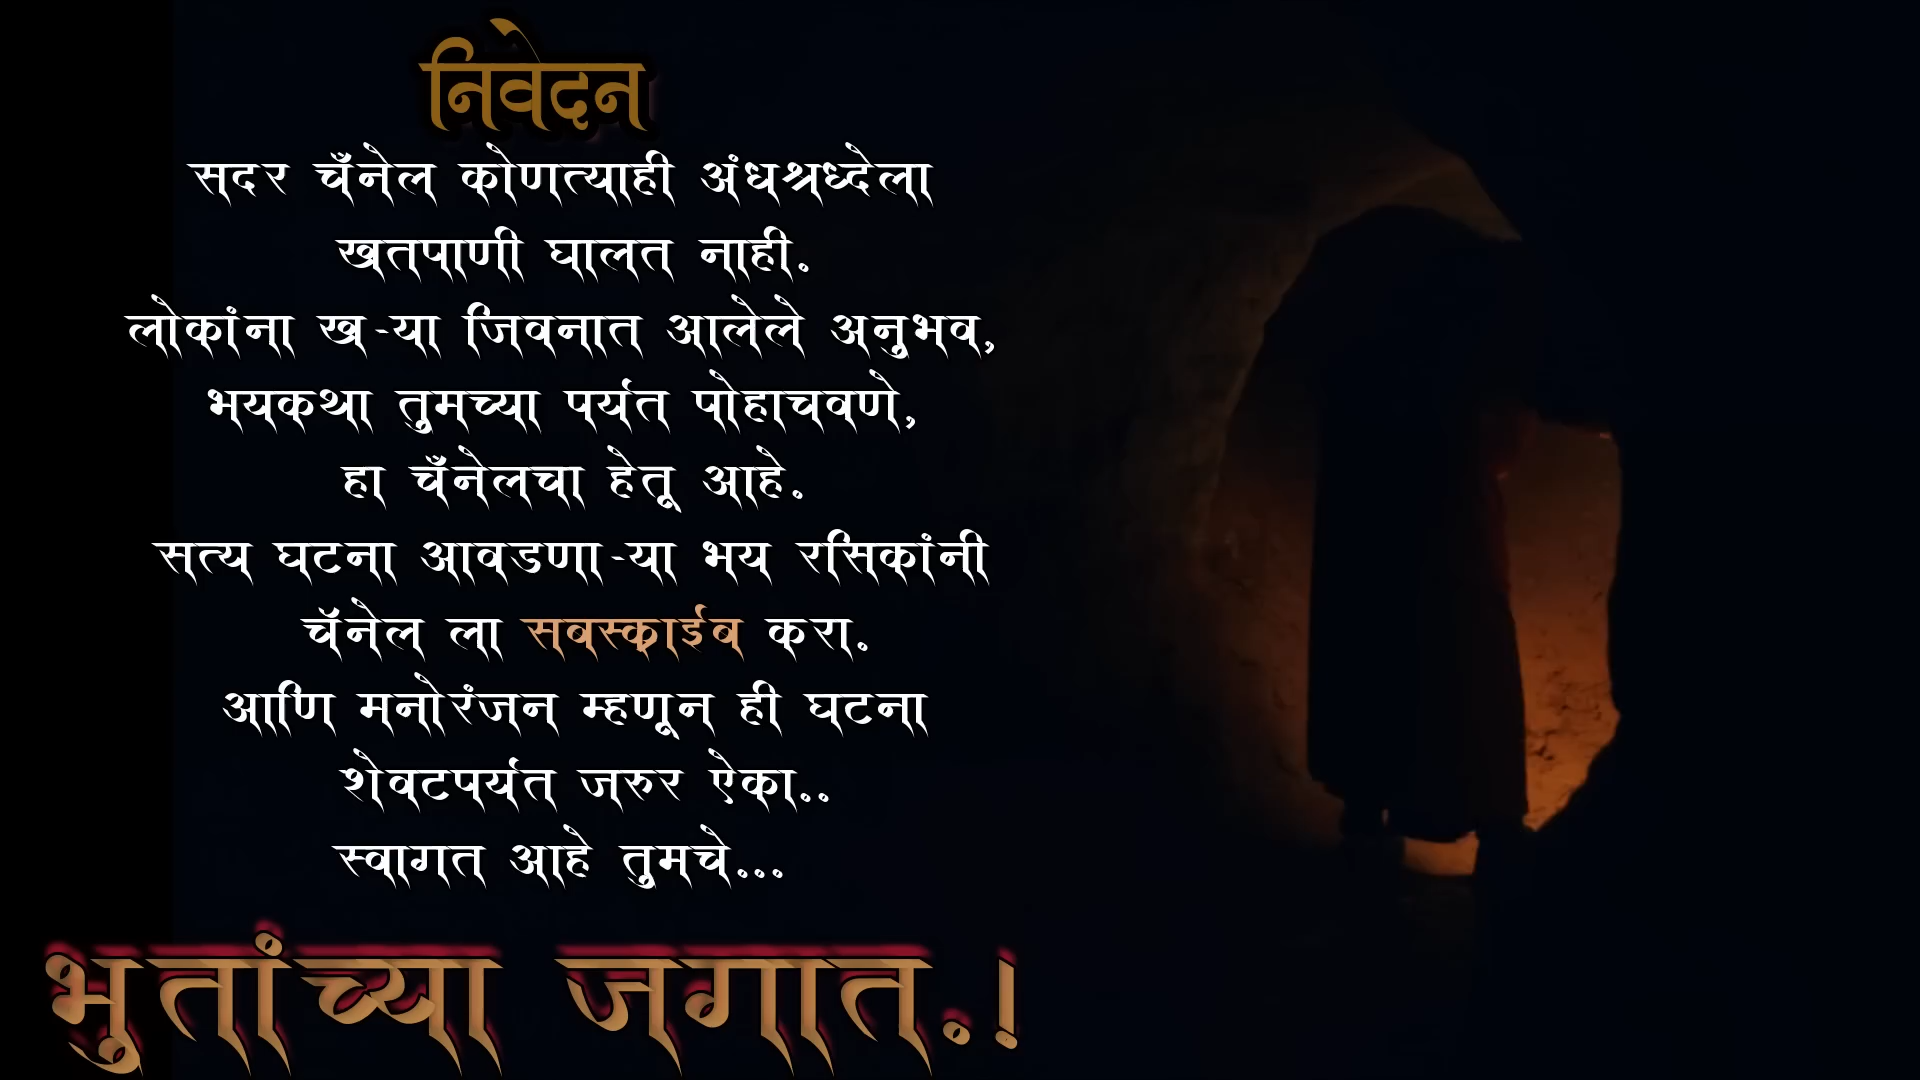 निवेदन
सदर चॅंनेल कोणत्याही अंधश्रध्देला
खतपाणी घालत नाही.
लोकांना ख-या जिवनात आलेले अनुभव,
भयकथा तुमच्या पर्यंत पोहाचवणे,
हा चॅंनेलचा हेतू आहे.
सत्य घटना आवडणा-या भय रसिकांनी
चॅनेल ला सबस्क्राईब करा.
आणि मनोरंजन म्हणून ही घटना
शेवटपर्यंत जरुर ऐका..
स्वागत आहे तुमचे...
भुतांच्या जगात.!